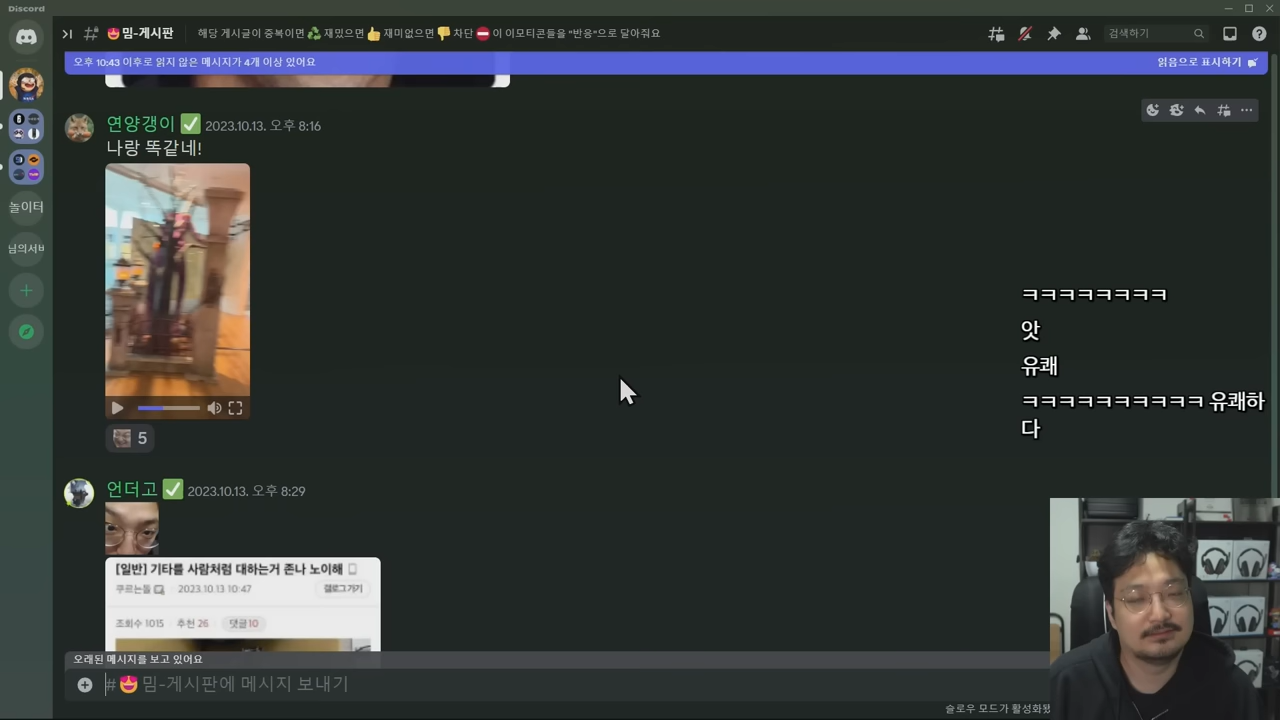 Discord
😍밈-게시판
해당 게시글이 중복이면 ♻️ 재밌으면 👍 재미없으면 👎 차단 ⛔ 이 이모티콘들을 "반응"으로 달아줘요
검색하기
오후 10:43 이후로 읽지 않은 메시지가 4개 이상 있어요
읽음으로 표시하기
연양갱이 ✅ 2023.10.13. 오후 8:16
나랑 똑같네!
놀이터
님의서버
ㅋㅋㅋㅋㅋㅋㅋㅋ
앗
유쾌
ㅋㅋㅋㅋㅋㅋㅋㅋㅋㅋ 유쾌하
다
5
언더고 ✅ 2023.10.13. 오후 8:29
[일반] 기타를 사람처럼 대하는거 존나 노이해
쿠르는돌 2023.10.13 10:47
갤로그 가기
조회수 1015 추천 26 댓글 10
오래된 메시지를 보고 있어요
#😍밈-게시판에 메시지 보내기
슬로우 모드가 활성화됐